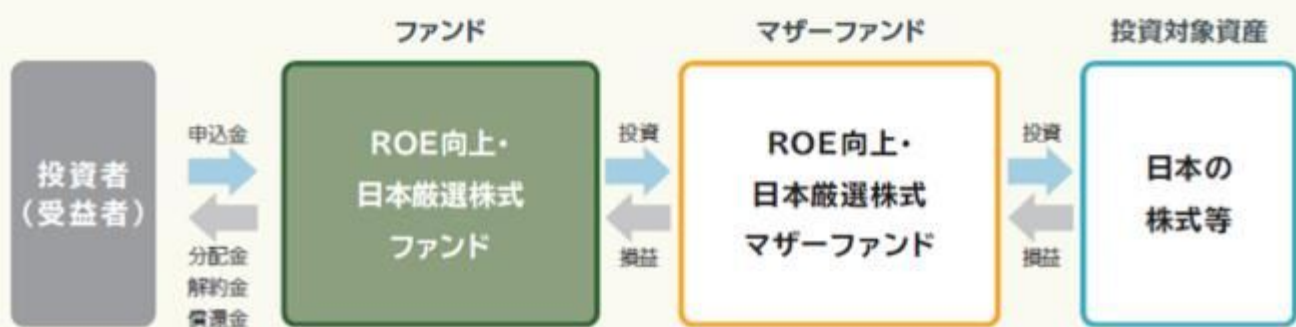 ファンド
マザーファンド
投資対象資産
投資者
(受益者)
申込金
分配金
解約金
償還金
ROE向上・
日本厳選株式
ファンド
投資
損益
ROE向上・
日本厳選株式
マザーファンド
投資
損益
日本の
株式等